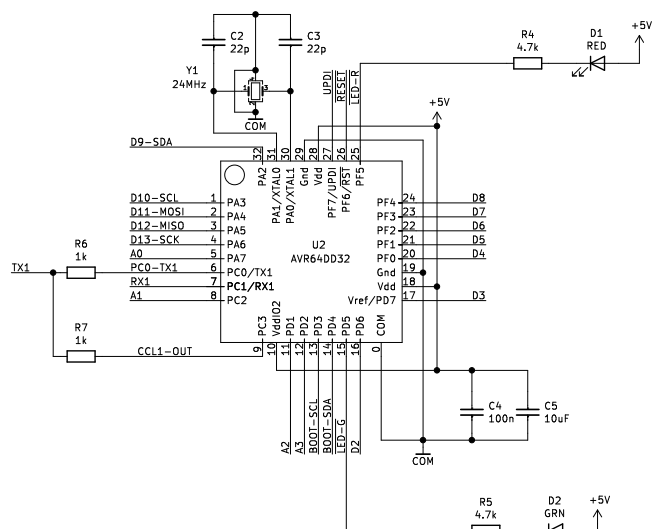 C2
22p
C3
22p
R4
4.7k
D1
RED
+5V
Y1
24MHz
1
3
COM
UPDI
RESET
LED-R
+5V
D9-SDA
32
31
30
29
28
27
26
25
PA2
PA1/XTAL0
PA0/XTAL1
Gnd
Vdd
PF7/UPDI
PF6/RST
PF5
D10-SCL 1 PA3
D11-MOSI 2 PA4
D12-MISO 3 PA5
D13-SCK 4 PA6
A0 5 PA7
PC0-TX1 6 PC0/TX1
RX1 7 PC1/RX1
A1 8 PC2
U2
AVR64DD32
PF4 24 D8
PF3 23 D7
PF2 22 D6
PF1 21 D5
PF0 20 D4
Gnd 19
Vdd 18
Vref/PD7 17 D3
TX1
R6
1k
R7
1k
CCL1-OUT
PC3
VddIO2
PD1
PD2
PD3
PD4
PD5
PD6
COM
9
10
11
12
13
14
15
16
0
A2
A3
BOOT-SCL
BOOT-SDA
LED-G
D2
C4
100n
C5
10uF
COM
R5
4.7k
D2
GRN
+5V